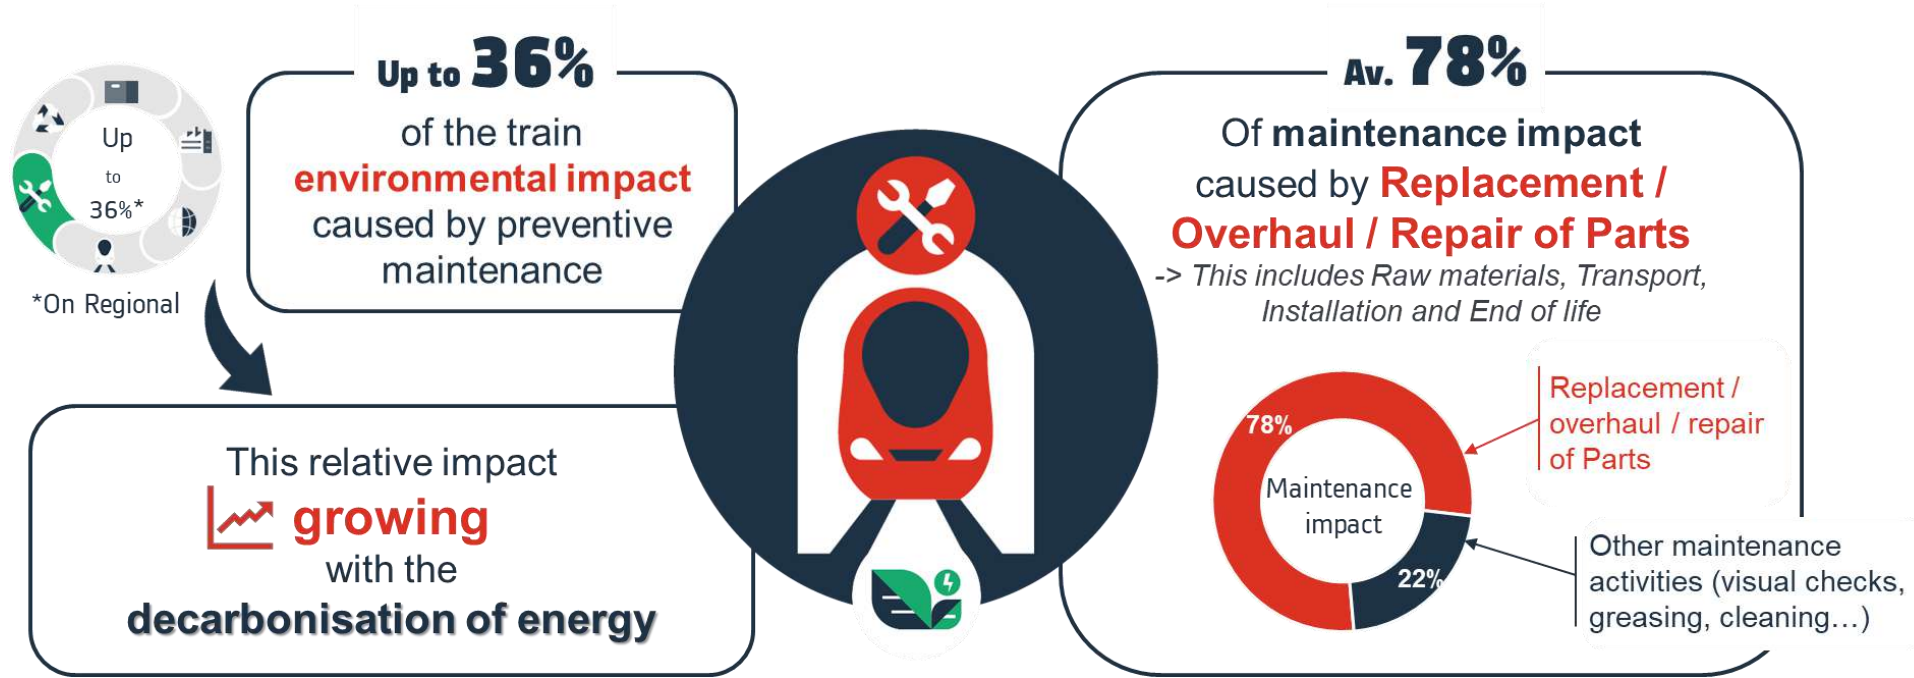 Up
to
36%*
*On Regional
Up to 36%
of the train
environmental impact
caused by preventive
maintenance
This relative impact
growing
with the
decarbonisation of energy
Av. 78%
Of maintenance impact
caused by Replacement /
Overhaul / Repair of Parts
-> This includes Raw materials, Transport,
Installation and End of life
78%
Maintenance
impact
22%
Replacement /
overhaul / repair
of Parts
Other maintenance
activities (visual checks,
greasing, cleaning…)